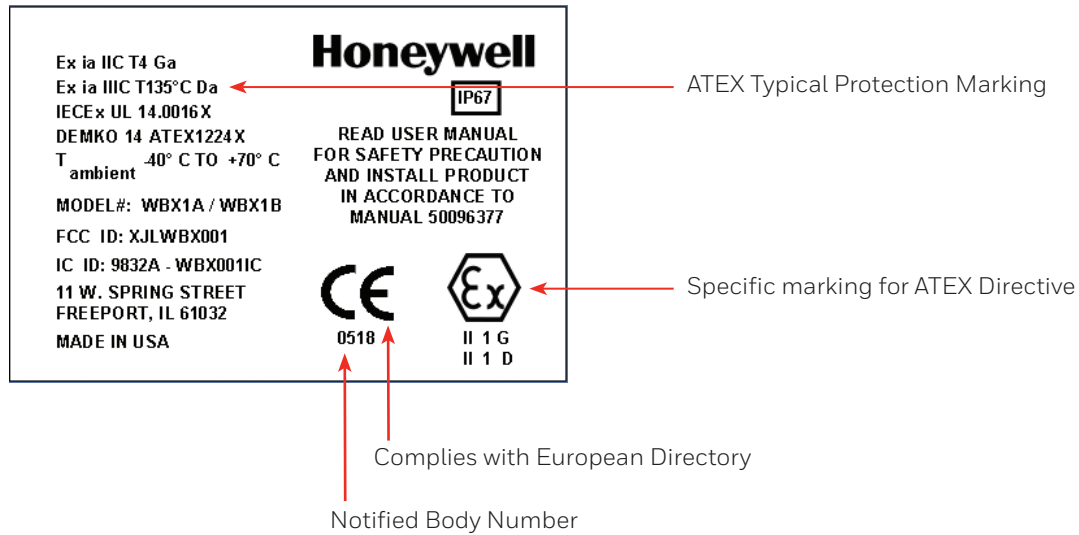 Ex ia IIC T4 Ga
Ex ia IIIC T135°C Da
IECEx UL 14.0016X
DEMKO 14 ATEX1224X
T ambient -40° C TO +70° C
MODEL#: WBX1A / WBX1B
FCC ID: XJLWBX001
IC ID: 9832A - WBX001IC
11 W. SPRING STREET
FREEPORT, IL 61032
MADE IN USA
Honeywell
IP67
READ USER MANUAL
FOR SAFETY PRECAUTION
AND INSTALL PRODUCT
IN ACCORDANCE TO
MANUAL 50096377
CE
0518
Ex
II 1 G
II 1 D
ATEX Typical Protection Marking
Specific marking for ATEX Directive
Complies with European Directory
Notified Body Number